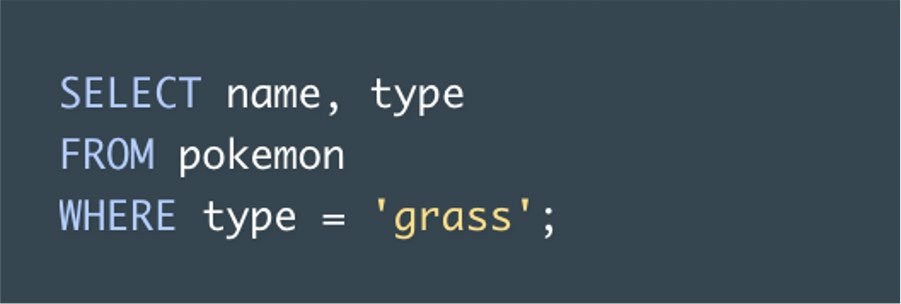 SELECT name, type
FROM pokemon
WHERE type = 'grass';